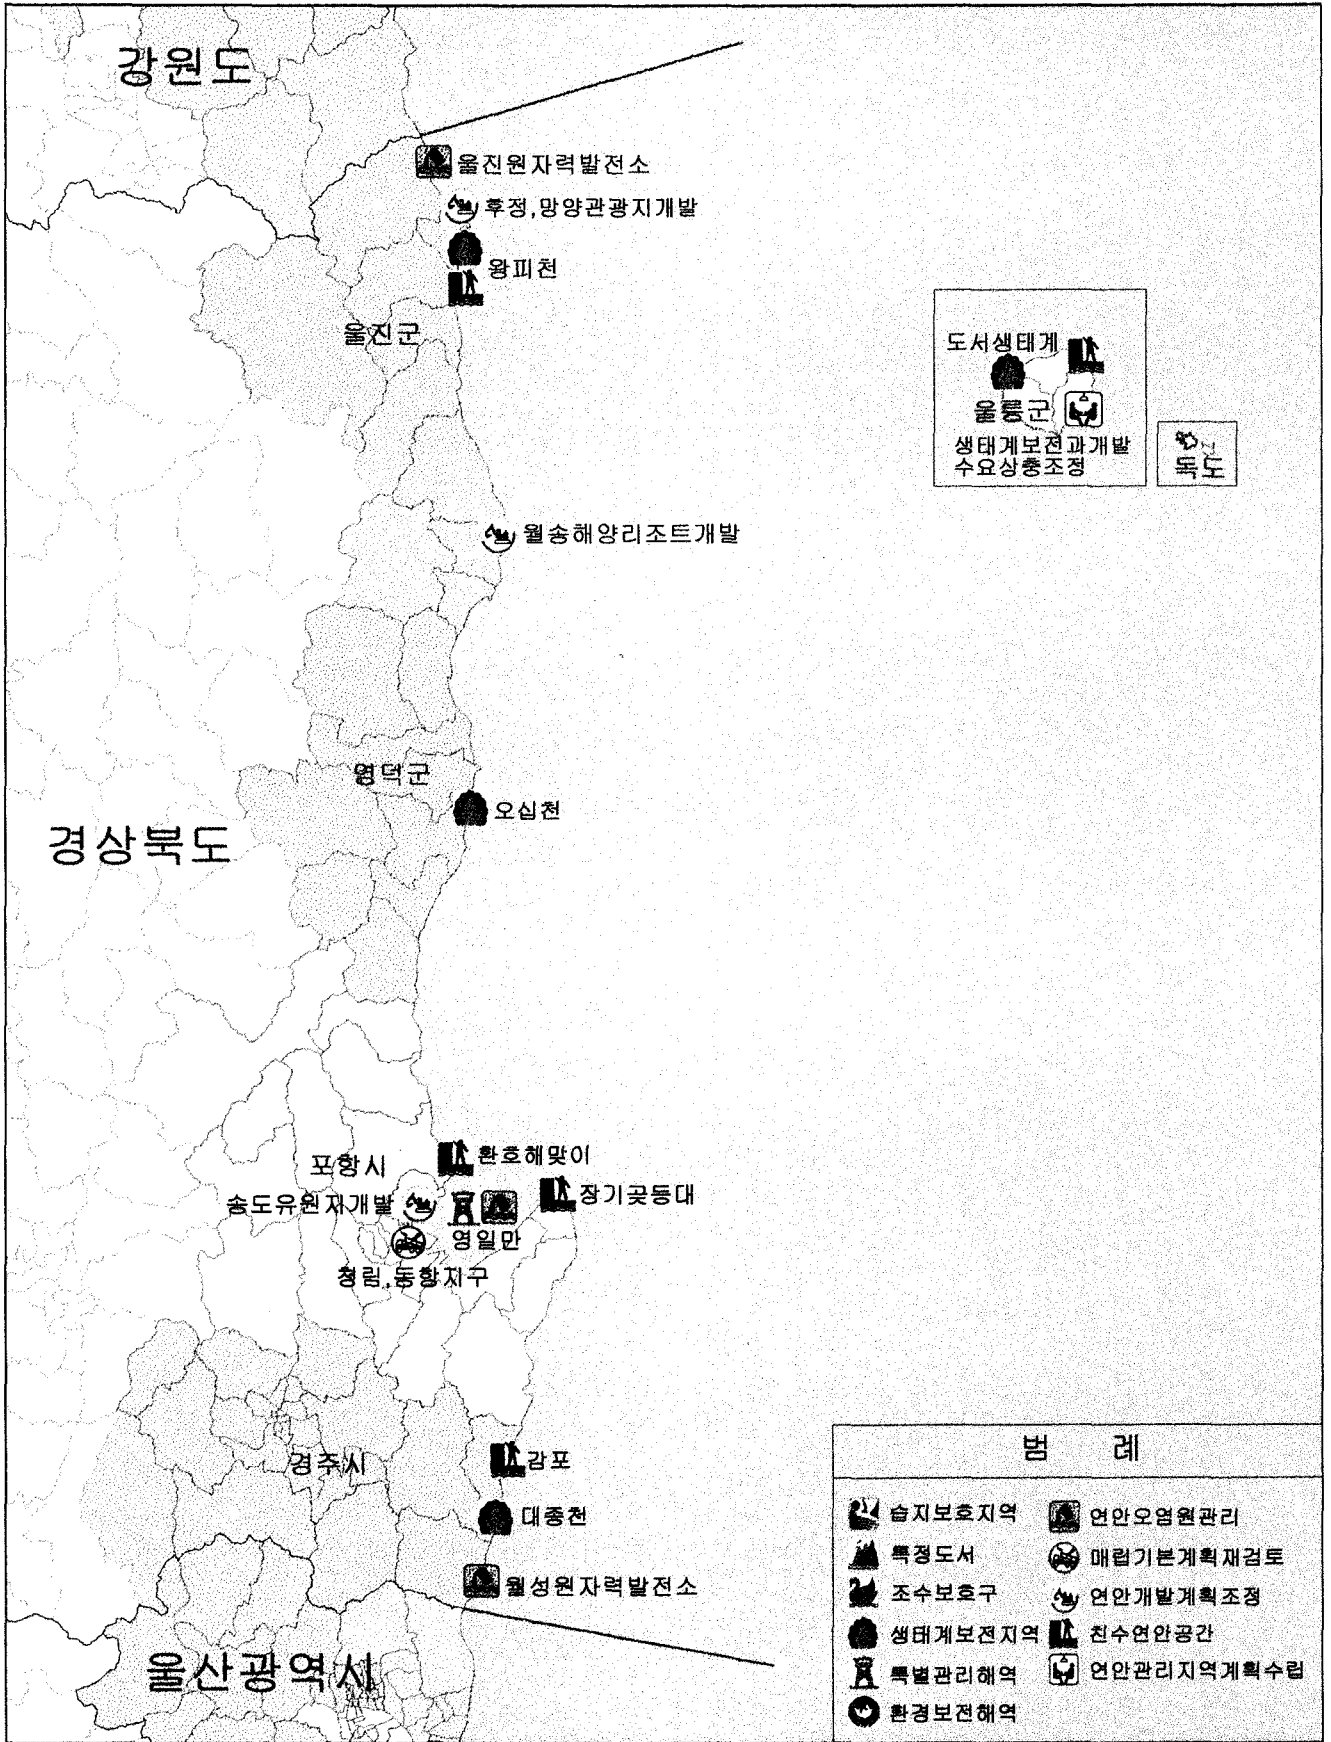 강원도
울진원자력발전소
후정,망양관광지개발
왕피천
울진군
도서생태계
울릉군
생태계보전과개발
수요상충조정
독도
월송해양리조트개발
영덕군
오십천
경상북도
환호해맞이
포항시
장기곶등대
송도유원지개발
영일만
청림,동항지구
경주시
감포
대종천
월성원자력발전소
울산광역시
범 례
습지보호지역
연안오염원관리
특정도서
매립기본계획재검토
조수보호구
연안개발계획조정
생태계보전지역
친수연안공간
특별관리해역
연안관리지역계획수립
환경보전해역